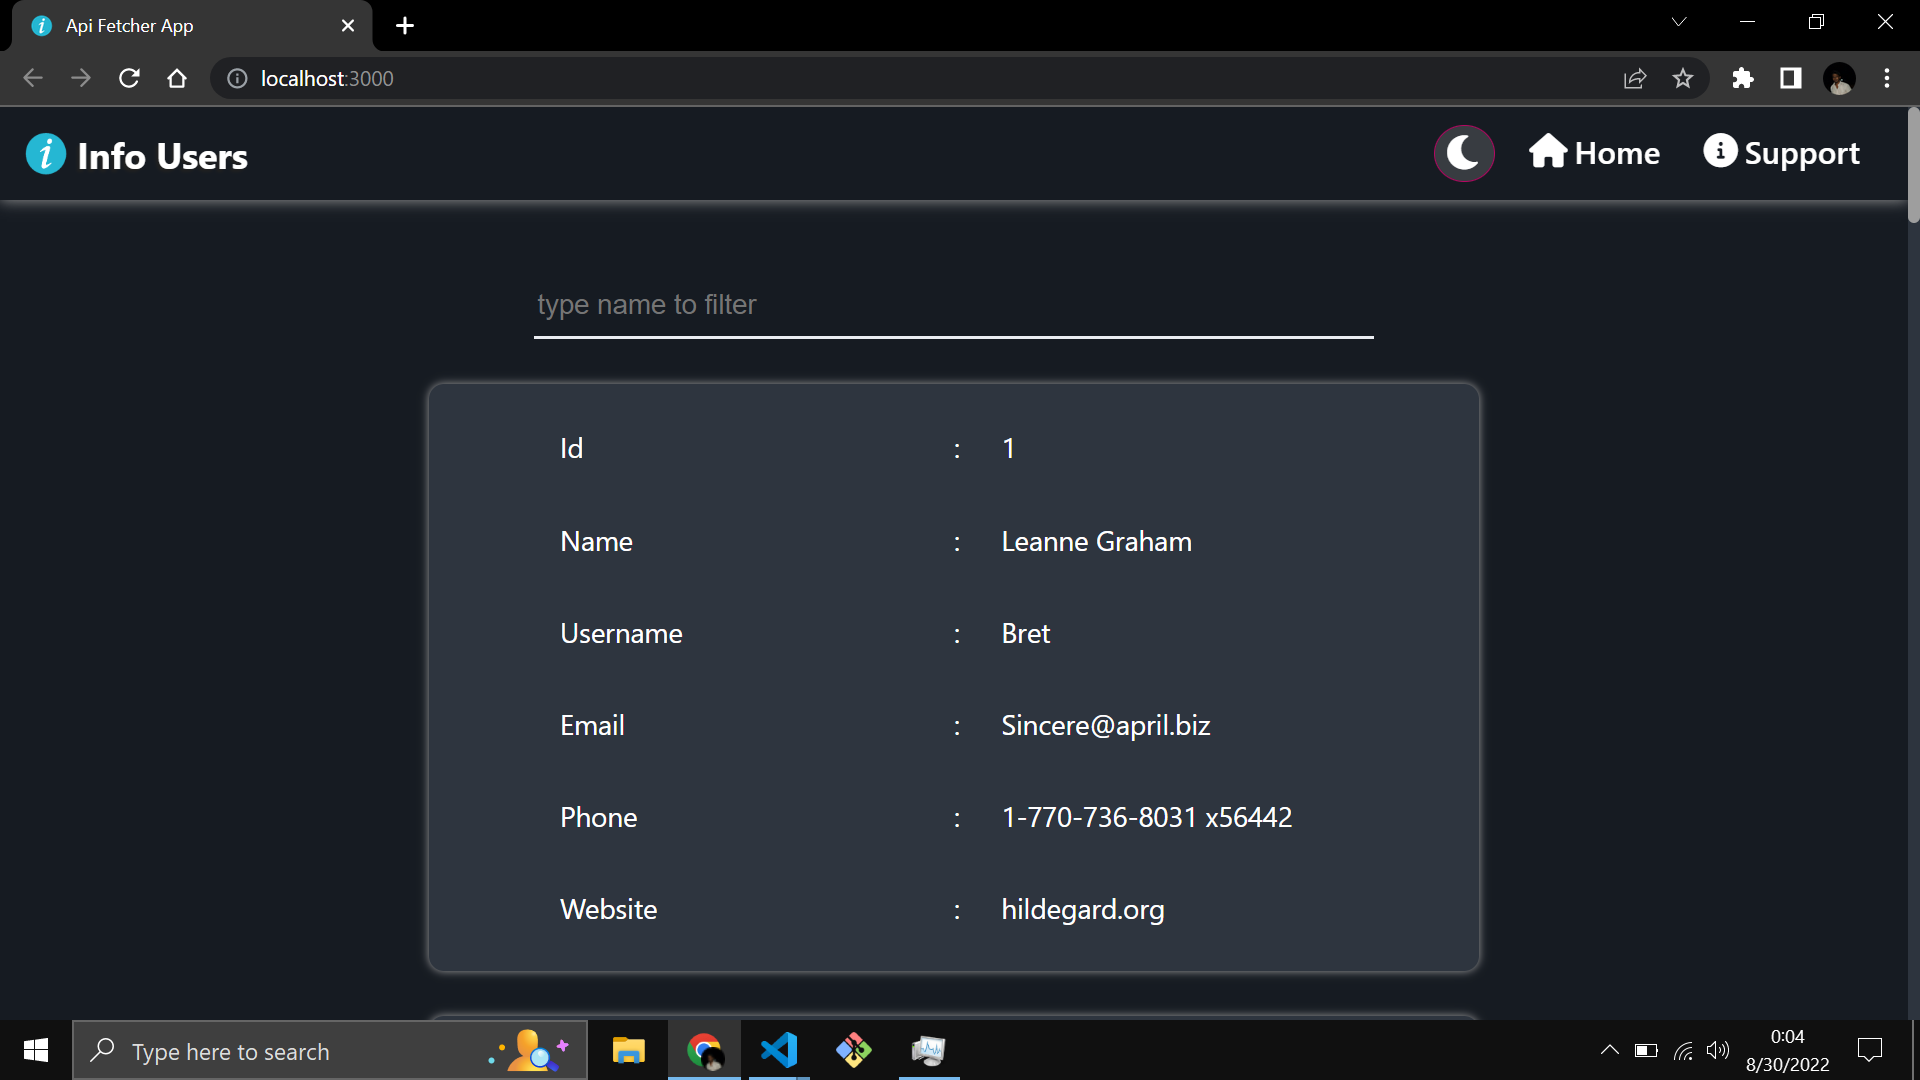 Api Fetcher App
localhost:3000
Info Users
Home
Support
type name to filter
Id : 1
Name : Leanne Graham
Username : Bret
Email : Sincere@april.biz
Phone : 1-770-736-8031 x56442
Website : hildegard.org
Type here to search
0:04
8/30/2022